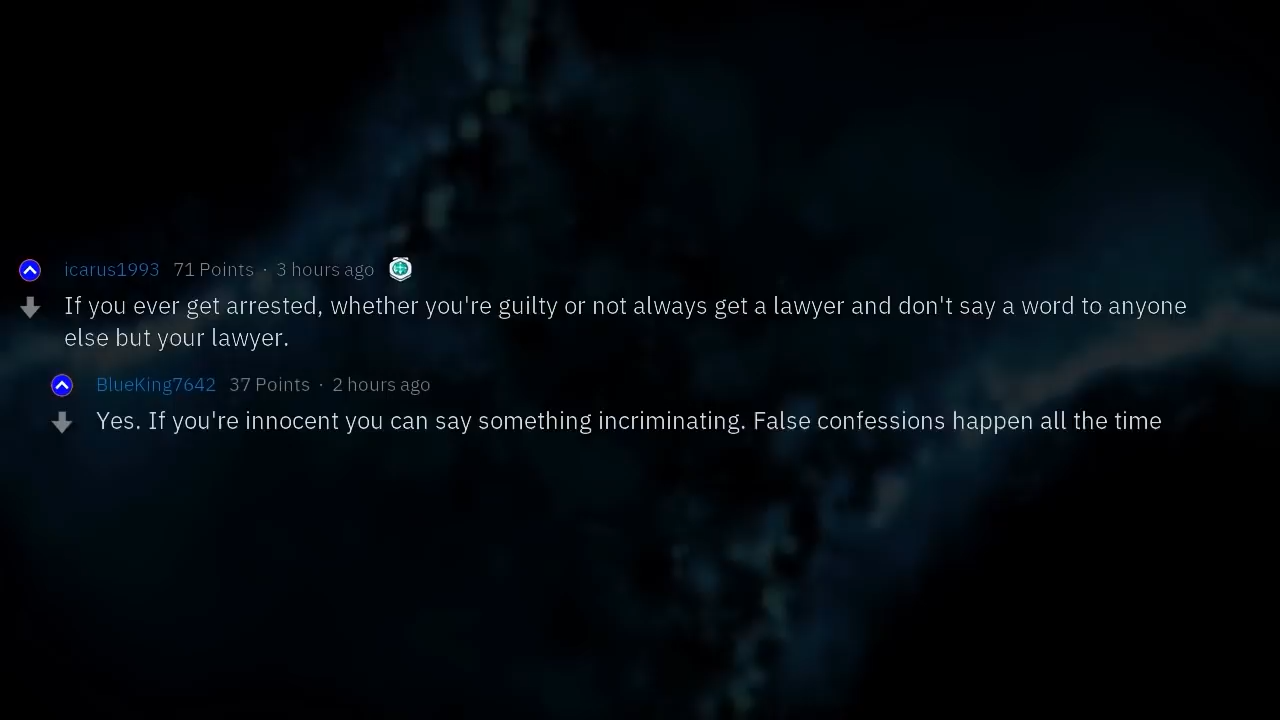 icarus1993 71 Points · 3 hours ago
If you ever get arrested, whether you're guilty or not always get a lawyer and don't say a word to anyone
else but your lawyer.
BlueKing7642 37 Points · 2 hours ago
Yes. If you're innocent you can say something incriminating. False confessions happen all the time